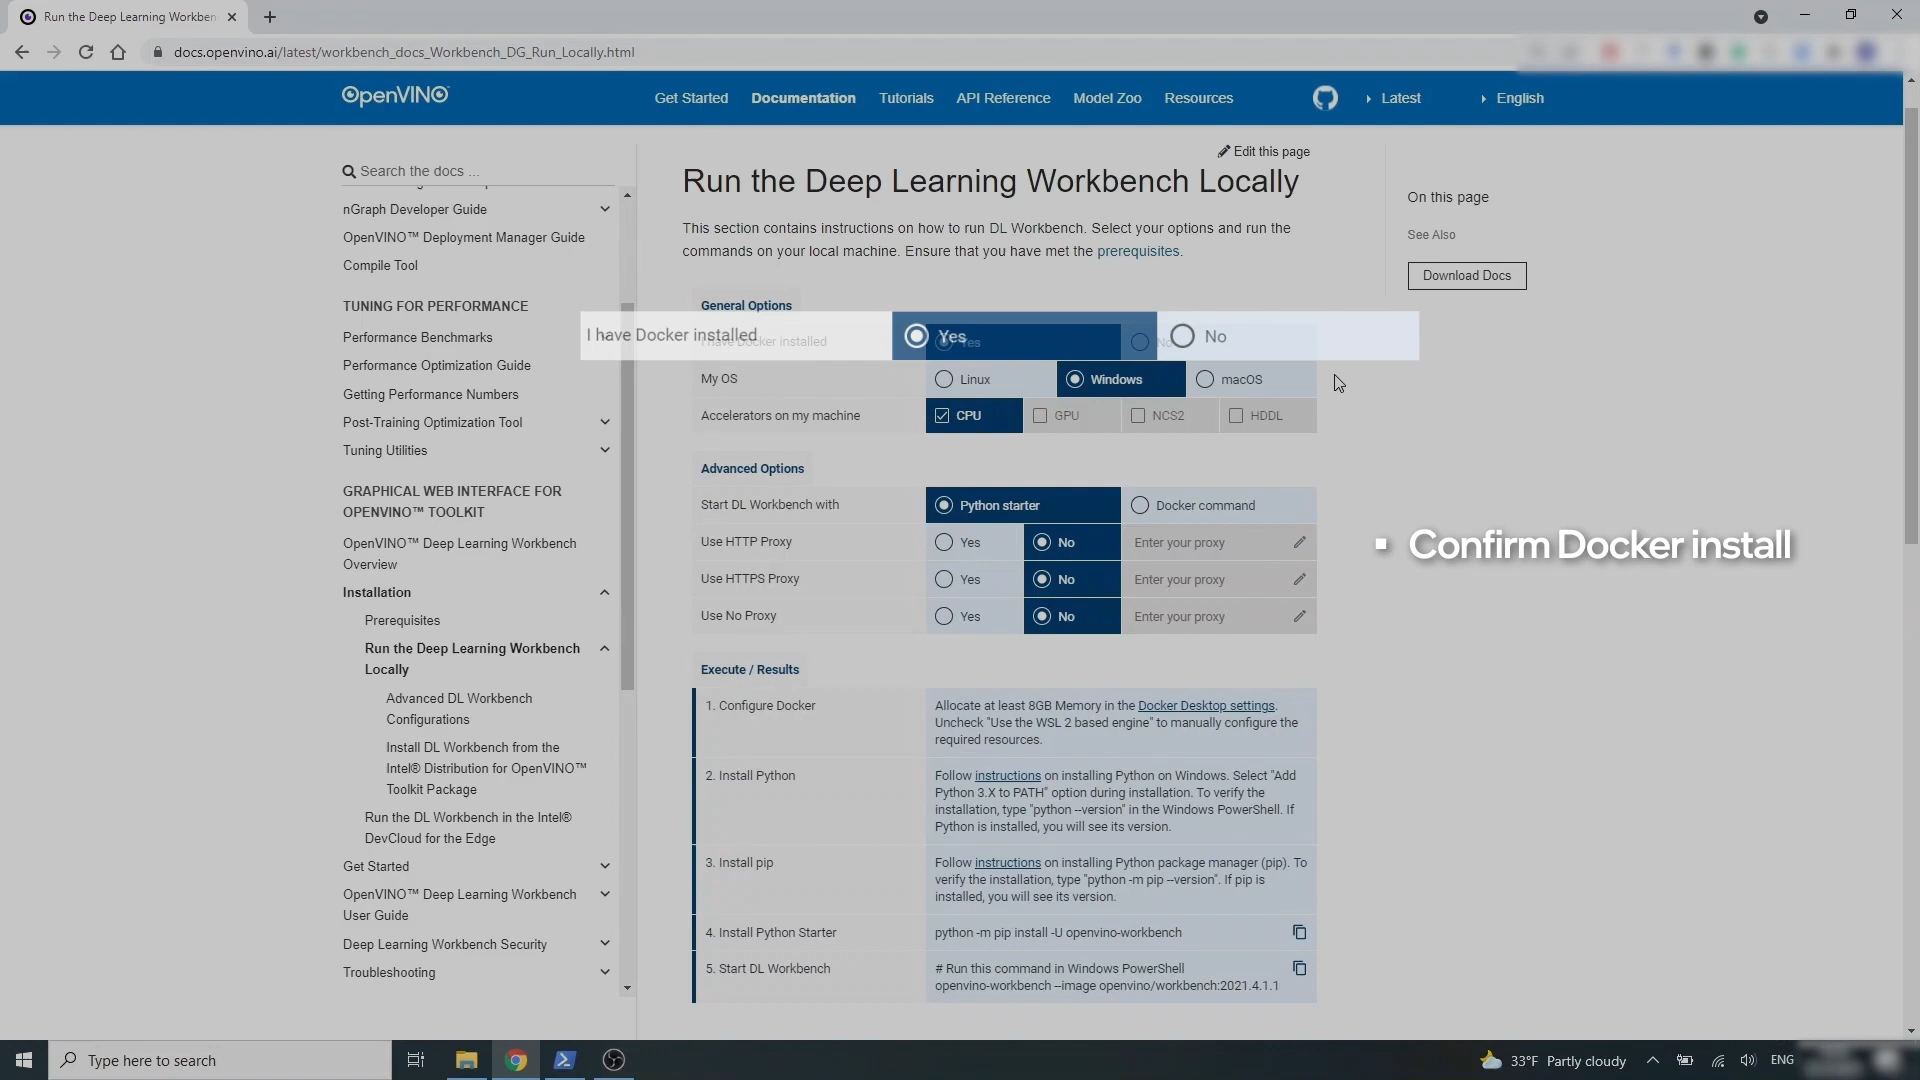 Run the Deep Learning Workben
docs.openvino.ai/latest/workbench_docs_Workbench_DG_Run_Locally.html
OpenVINO
Get Started
Documentation
Tutorials
API Reference
Model Zoo
Resources
Latest
English
Search the docs ...
nGraph Developer Guide
OpenVINO™ Deployment Manager Guide
Compile Tool
TUNING FOR PERFORMANCE
Performance Benchmarks
Performance Optimization Guide
Getting Performance Numbers
Post-Training Optimization Tool
Tuning Utilities
GRAPHICAL WEB INTERFACE FOR
OPENVINO™ TOOLKIT
OpenVINO™ Deep Learning Workbench
Overview
Installation
Prerequisites
Run the Deep Learning Workbench
Locally
Advanced DL Workbench
Configurations
Install DL Workbench from the
Intel® Distribution for OpenVINO™
Toolkit Package
Run the DL Workbench in the Intel®
DevCloud for the Edge
Get Started
OpenVINO™ Deep Learning Workbench
User Guide
Deep Learning Workbench Security
Troubleshooting
Edit this page
Run the Deep Learning Workbench Locally
This section contains instructions on how to run DL Workbench. Select your options and run the
commands on your local machine. Ensure that you have met the prerequisites.
General Options
I have Docker installed Yes No
I have Docker installed Yes No
My OS Linux Windows macOS
Accelerators on my machine CPU GPU NCS2 HDDL
Advanced Options
Start DL Workbench with Python starter Docker command
Use HTTP Proxy Yes No Enter your proxy
Use HTTPS Proxy Yes No Enter your proxy
Use No Proxy Yes No Enter your proxy
Execute / Results
1. Configure Docker
Allocate at least 8GB Memory in the Docker Desktop settings.
Uncheck "Use the WSL 2 based engine" to manually configure the
required resources.
2. Install Python
Follow instructions on installing Python on Windows. Select "Add
Python 3.X to PATH" option during installation. To verify the
installation, type "python --version" in the Windows PowerShell. If
Python is installed, you will see its version.
3. Install pip
Follow instructions on installing Python package manager (pip). To
verify the installation, type "python -m pip --version". If pip is
installed, you will see its version.
4. Install Python Starter
python -m pip install -U openvino-workbench
5. Start DL Workbench
# Run this command in Windows PowerShell
openvino-workbench --image openvino/workbench:2021.4.1.1
On this page
See Also
Download Docs
▪ Confirm Docker install
Type here to search
33°F Partly cloudy
ENG